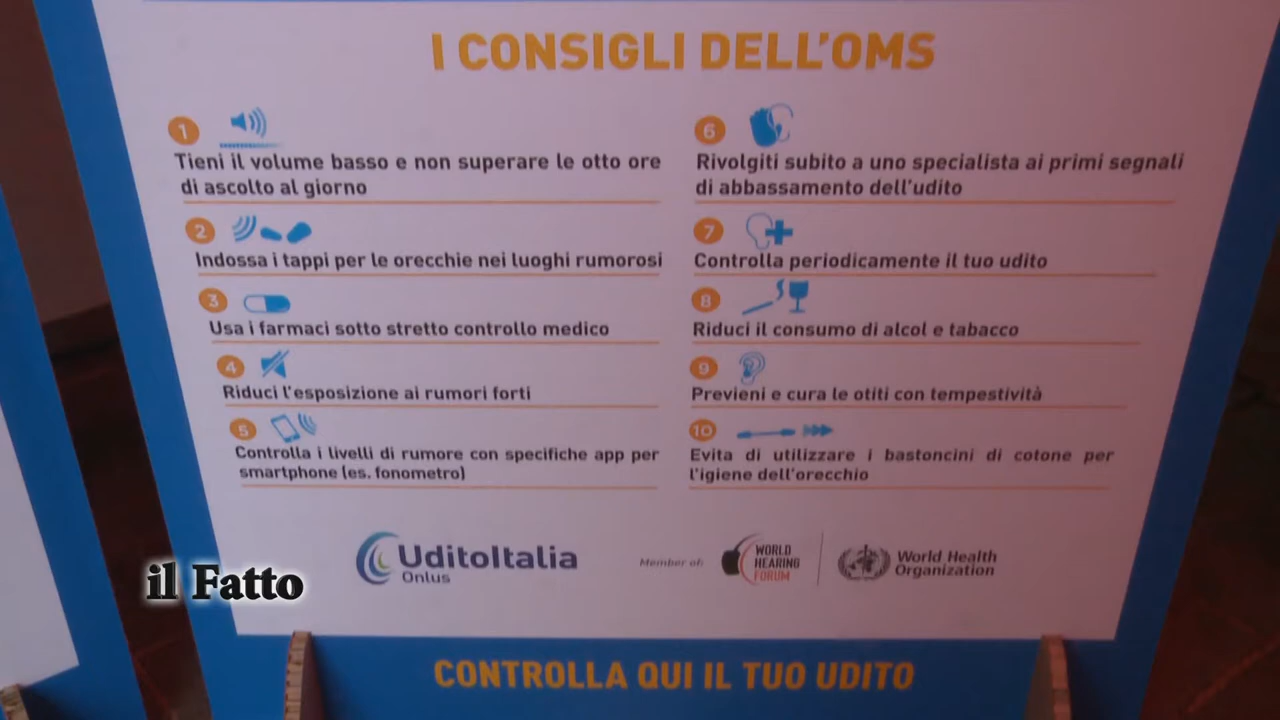 I CONSIGLI DELL'OMS
1
Tieni il volume basso e non superare le otto ore
di ascolto al giorno
2
Indossa i tappi per le orecchie nei luoghi rumorosi
3
Usa i farmaci sotto stretto controllo medico
4
Riduci l'esposizione ai rumori forti
5
Controlla i livelli di rumore con specifiche app per
smartphone (es. fonometro)
6
Rivolgiti subito a uno specialista ai primi segnali
di abbassamento dell'udito
7
Controlla periodicamente il tuo udito
8
Riduci il consumo di alcol e tabacco
9
Previeni e cura le otiti con tempestività
10
Evita di utilizzare i bastoncini di cotone per
l'igiene dell'orecchio
UditoItalia
Onlus
Member of:
WORLD
HEARING
FORUM
World Health
Organization
il Fatto
CONTROLLA QUI IL TUO UDITO